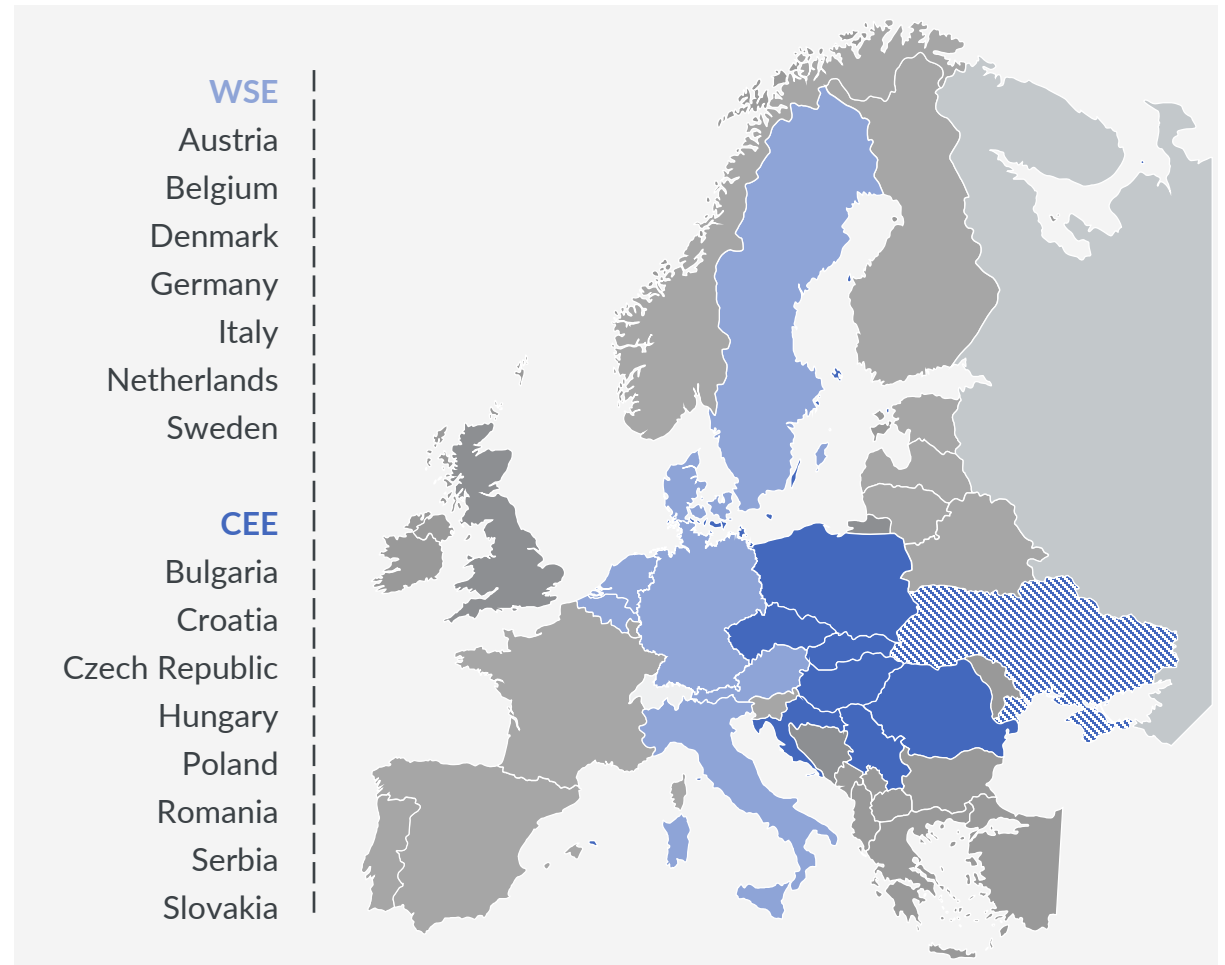 WSE
Austria
Belgium
Denmark
Germany
Italy
Netherlands
Sweden
CEE
Bulgaria
Croatia
Czech Republic
Hungary
Poland
Romania
Serbia
Slovakia